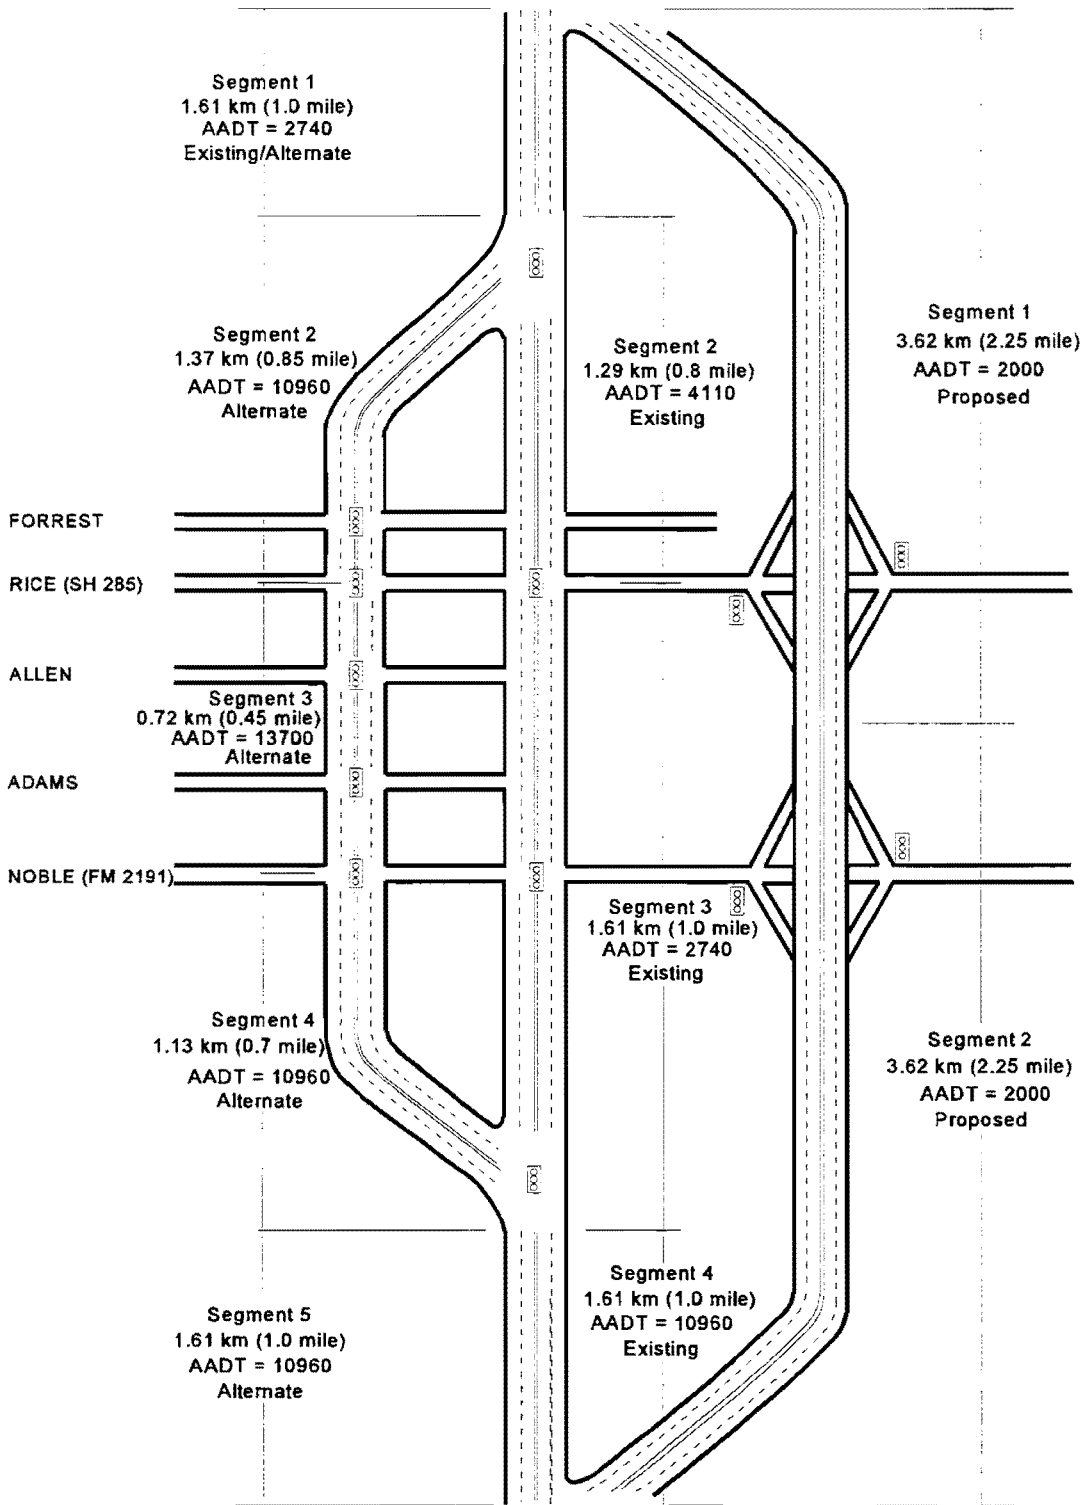 Segment 1
1.61 km (1.0 mile)
AADT = 2740
Existing/Alternate
Segment 2
1.37 km (0.85 mile)
AADT = 10960
Alternate
Segment 2
1.29 km (0.8 mile)
AADT = 4110
Existing
Segment 1
3.62 km (2.25 mile)
AADT = 2000
Proposed
FORREST
RICE (SH 285)
ALLEN
Segment 3
0.72 km (0.45 mile)
AADT = 13700
Alternate
ADAMS
NOBLE (FM 2191)
Segment 3
1.61 km (1.0 mile)
AADT = 2740
Existing
Segment 4
1.13 km (0.7 mile)
AADT = 10960
Alternate
Segment 2
3.62 km (2.25 mile)
AADT = 2000
Proposed
Segment 4
1.61 km (1.0 mile)
AADT = 10960
Existing
Segment 5
1.61 km (1.0 mile)
AADT = 10960
Alternate